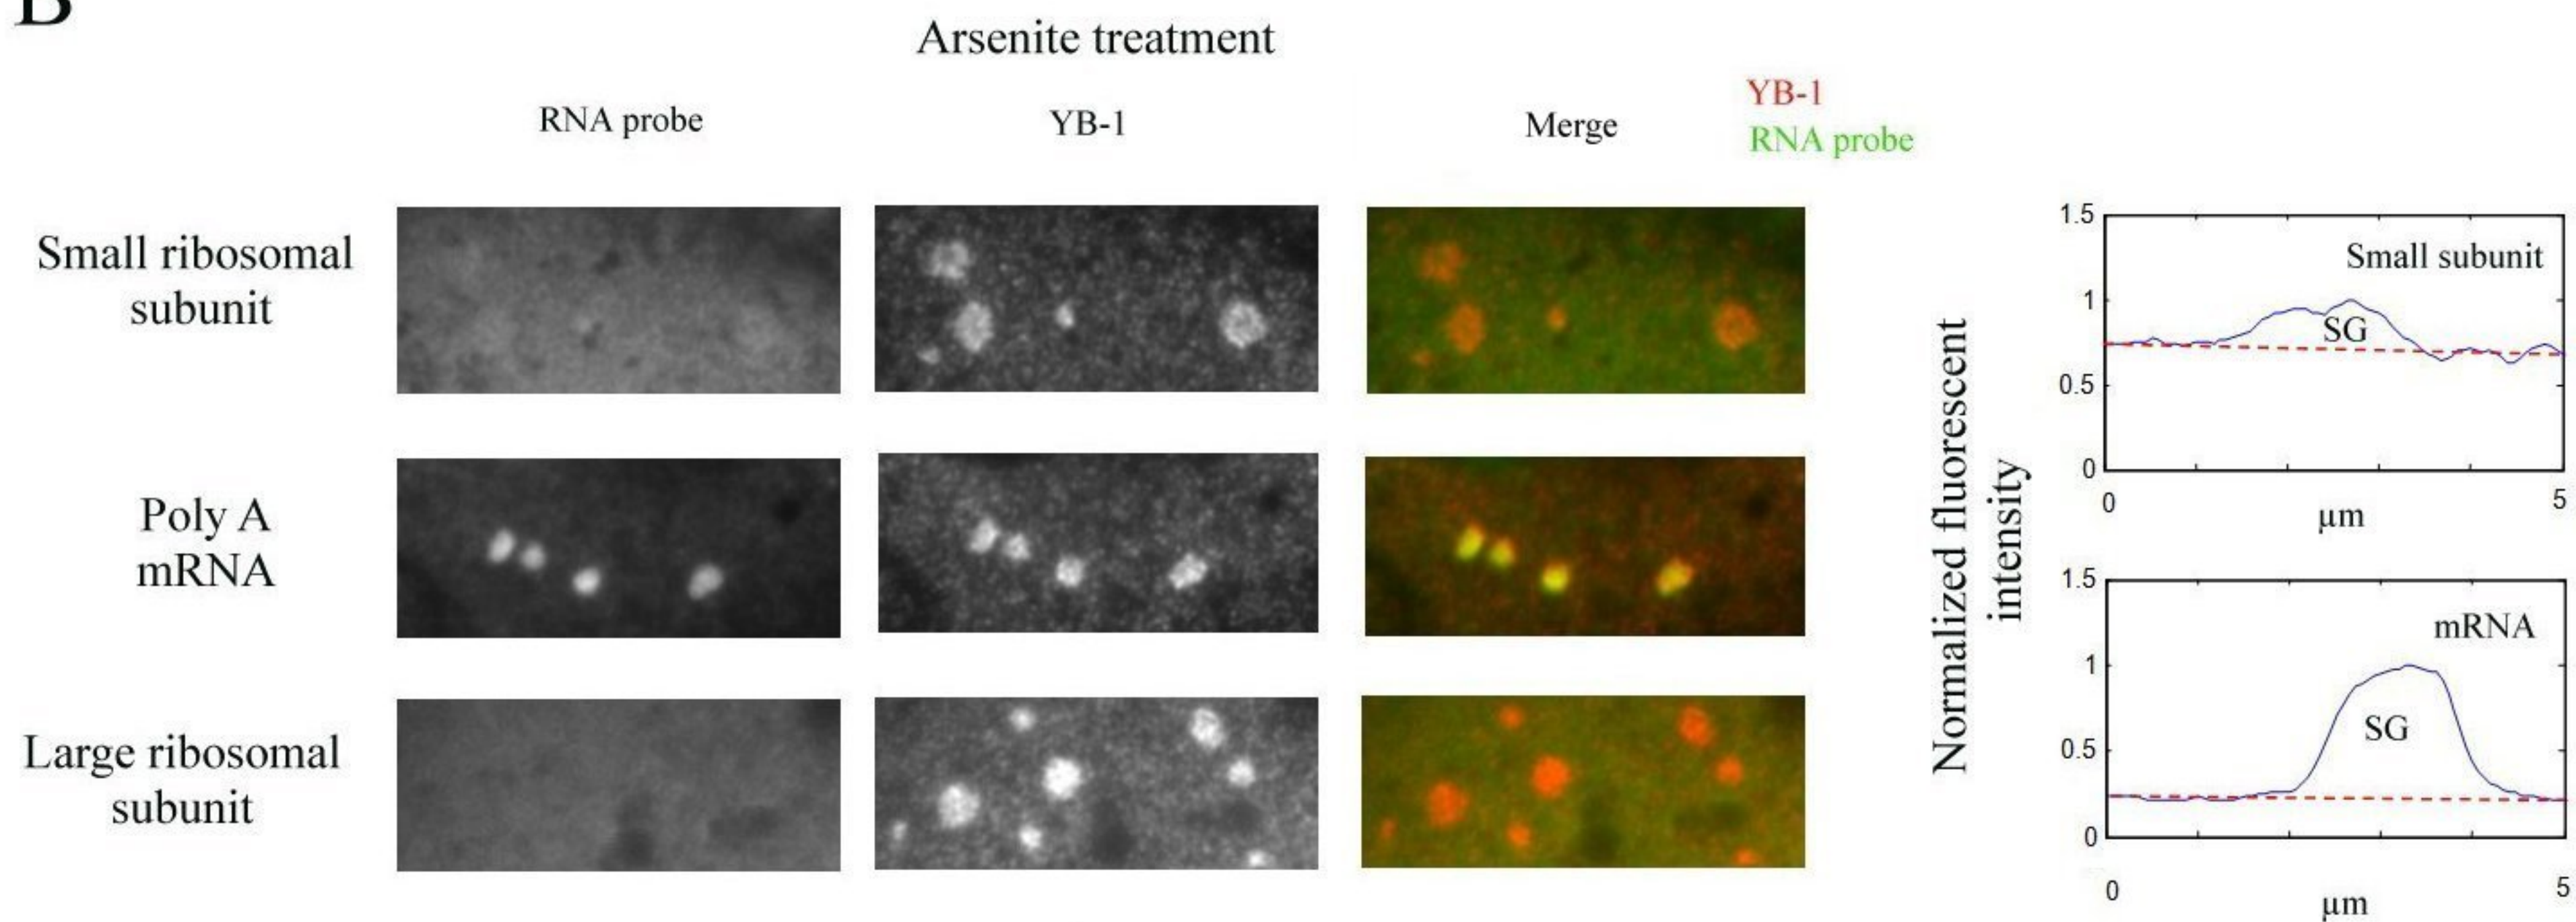 B
Arsenite treatment
RNA probe
YB-1
Merge
YB-1
RNA probe
Small ribosomal
subunit
Poly A
mRNA
Large ribosomal
subunit
Normalized fluorescent
intensity
1.5
1
0.5
0
Small subunit
SG
0
5
µm
1.5
1
0.5
0
mRNA
SG
0
5
µm